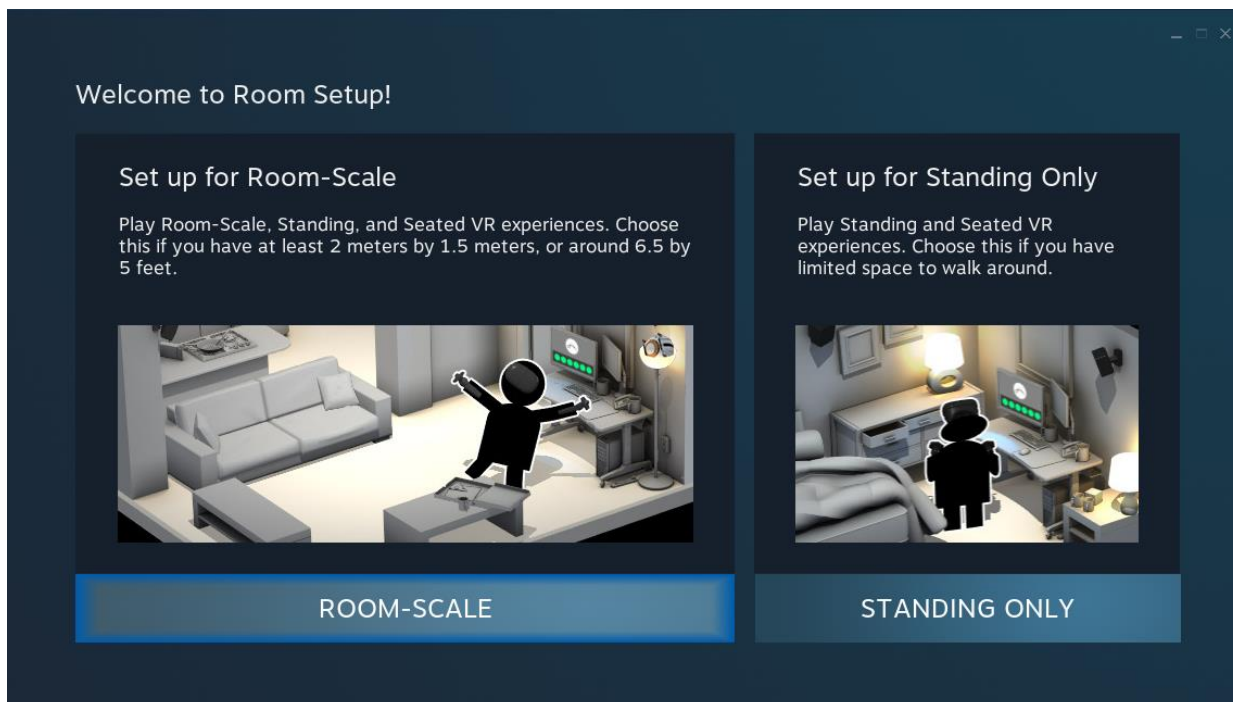 Welcome to Room Setup!
Set up for Room-Scale
Play Room-Scale, Standing, and Seated VR experiences. Choose
this if you have at least 2 meters by 1.5 meters, or around 6.5 by
5 feet.
ROOM-SCALE
Set up for Standing Only
Play Standing and Seated VR
experiences. Choose this if you have
limited space to walk around.
STANDING ONLY